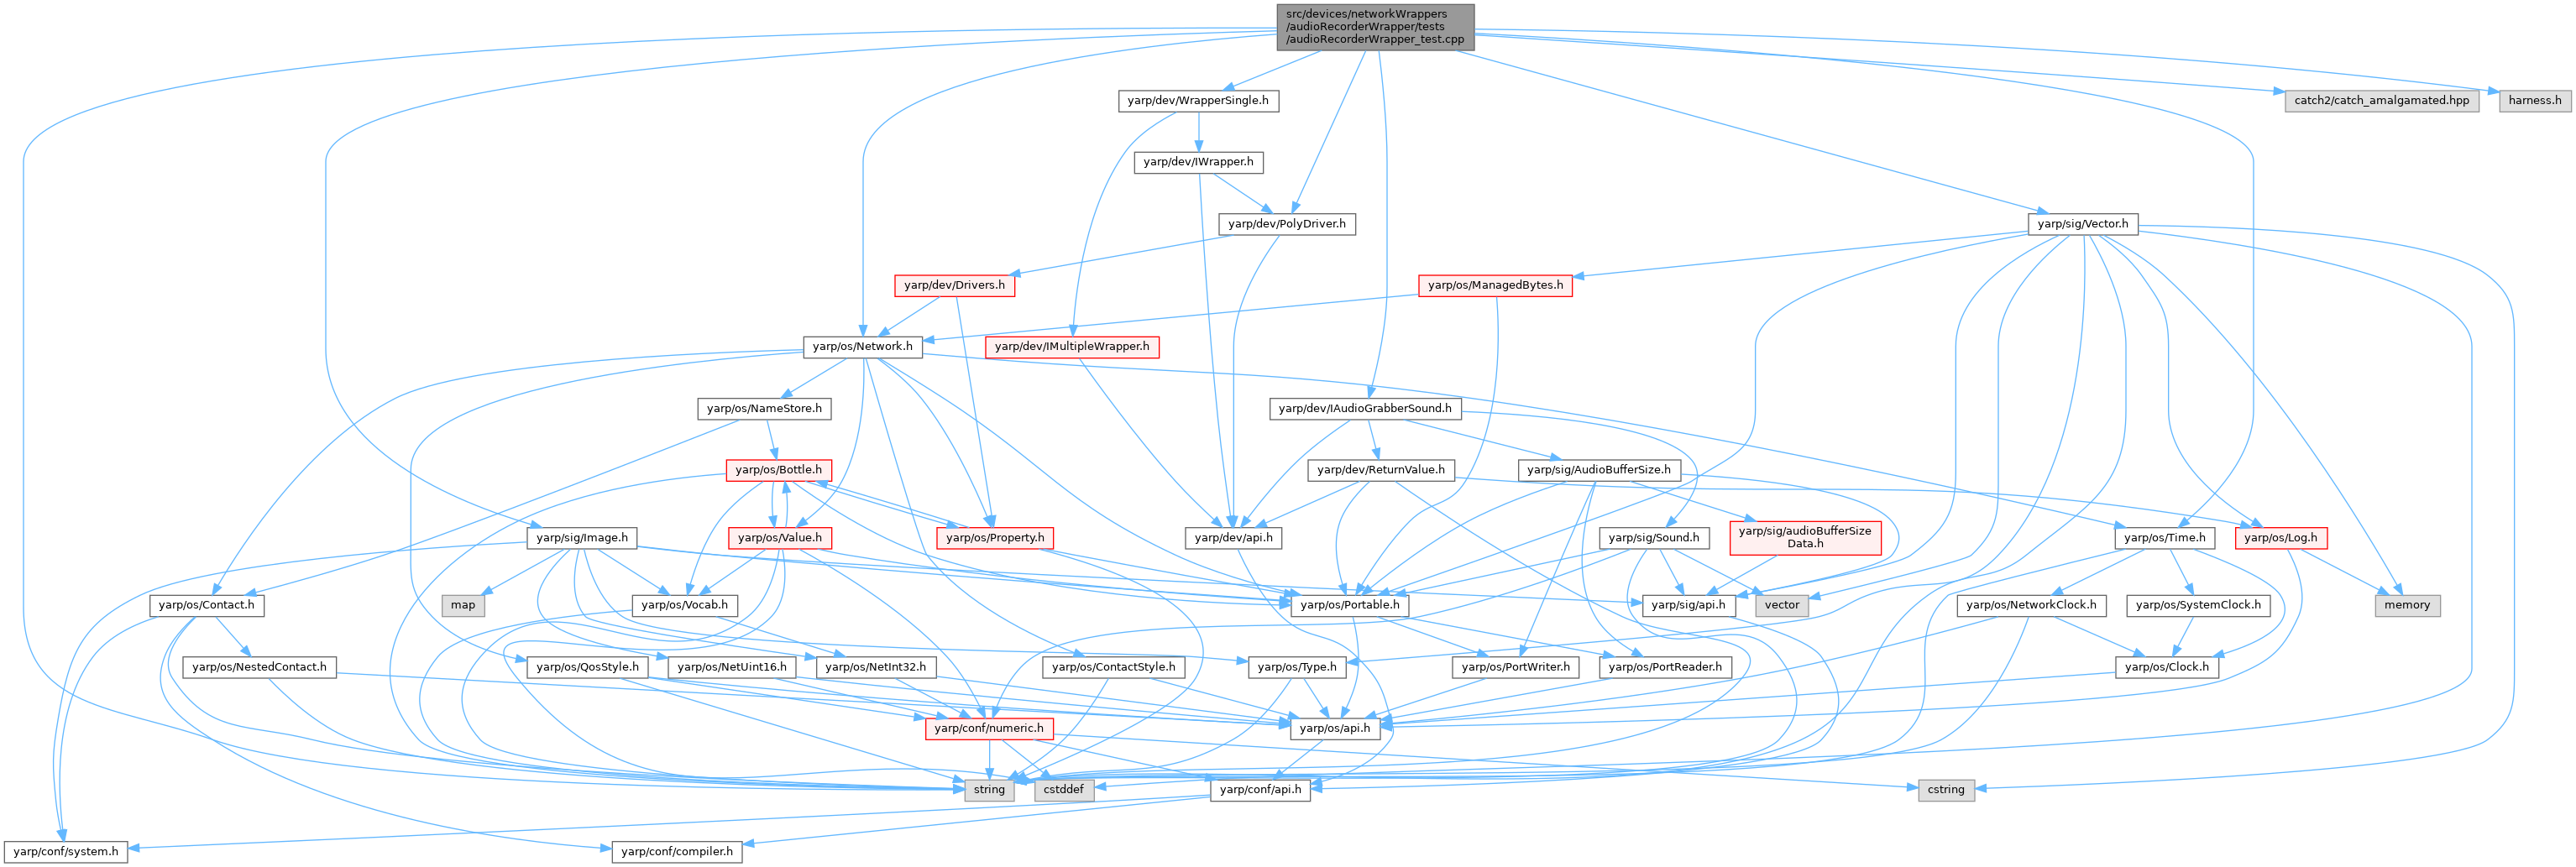 src/devices/networkWrappers
/audioRecorderWrapper/tests
/audioRecorderWrapper_test.cpp
yarp/dev/WrapperSingle.h
catch2/catch_amalgamated.hpp
harness.h
yarp/dev/IWrapper.h
yarp/dev/PolyDriver.h
yarp/sig/Vector.h
yarp/dev/Drivers.h
yarp/os/ManagedBytes.h
yarp/os/Network.h
yarp/dev/IMultipleWrapper.h
yarp/os/NameStore.h
yarp/dev/IAudioGrabberSound.h
yarp/os/Bottle.h
yarp/dev/ReturnValue.h
yarp/sig/AudioBufferSize.h
yarp/sig/Image.h
yarp/os/Value.h
yarp/os/Property.h
yarp/dev/api.h
yarp/sig/Sound.h
yarp/sig/audioBufferSize
Data.h
yarp/os/Time.h
yarp/os/Log.h
yarp/os/Contact.h
map
yarp/os/Vocab.h
yarp/sig/api.h
yarp/os/Portable.h
vector
yarp/os/NetworkClock.h
yarp/os/SystemClock.h
memory
yarp/os/NestedContact.h
yarp/os/QosStyle.h
yarp/os/NetUint16.h
yarp/os/NetInt32.h
yarp/os/ContactStyle.h
yarp/os/Type.h
yarp/os/PortWriter.h
yarp/os/PortReader.h
yarp/os/Clock.h
yarp/conf/numeric.h
yarp/os/api.h
string
cstddef
yarp/conf/api.h
cstring
yarp/conf/system.h
yarp/conf/compiler.h